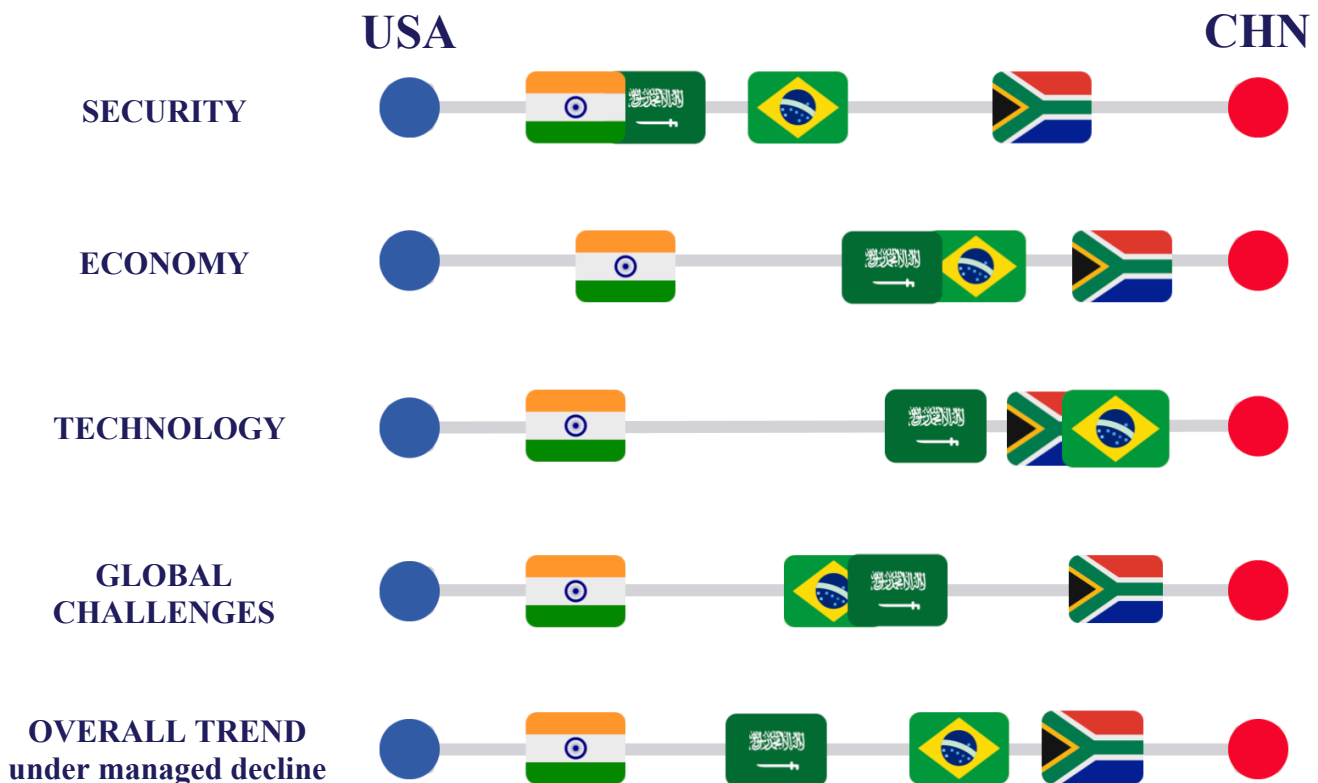 USA CHN
SECURITY
ECONOMY
TECHNOLOGY
GLOBAL
CHALLENGES
OVERALL TREND
under managed decline